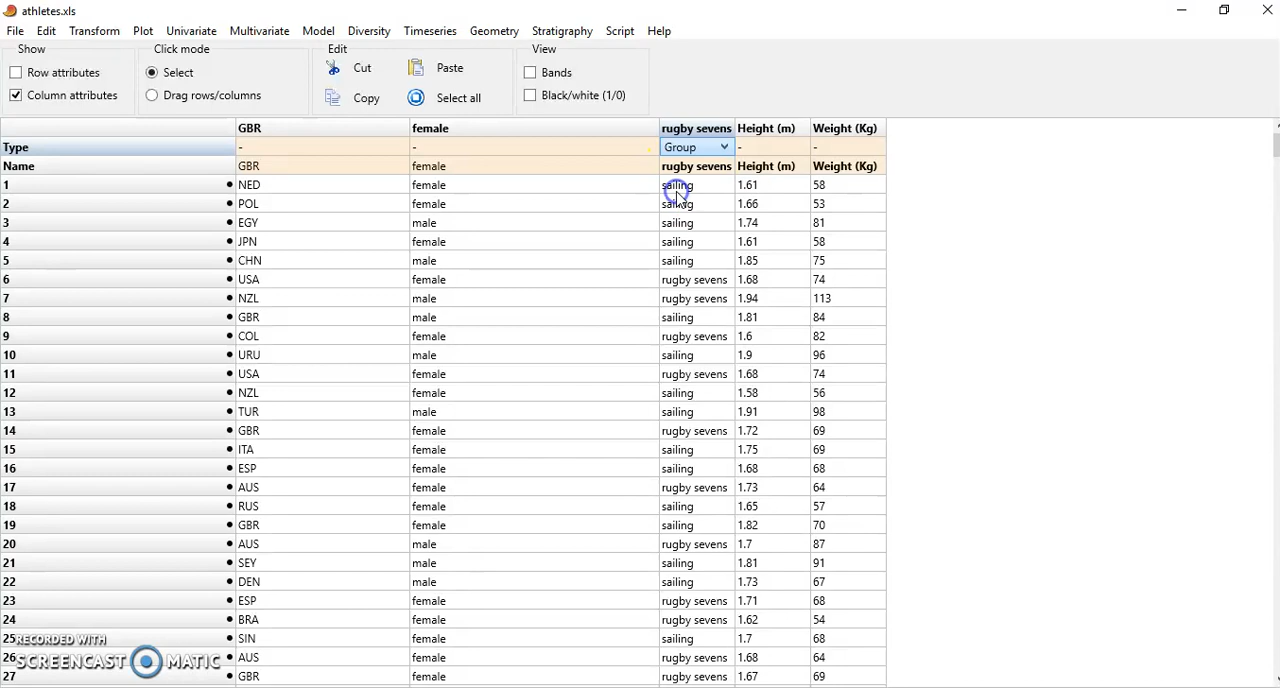 athletes.xls
File Edit Transform Plot Univariate Multivariate Model Diversity Timeseries Geometry Stratigraphy Script Help
Show Click mode Edit View
Row attributes Select Cut Paste Bands
Column attributes Drag rows/columns Copy Select all Black/white (1/0)
GBR female rugby sevens Height (m) Weight (Kg)
Type - - Group - -
Name GBR female rugby sevens Height (m) Weight (Kg)
1 NED female sailing 1.61 58
2 POL female sailing 1.66 53
3 EGY male sailing 1.74 81
4 JPN female sailing 1.61 58
5 CHN male sailing 1.85 75
6 USA female rugby sevens 1.68 74
7 NZL male rugby sevens 1.94 113
8 GBR male sailing 1.81 84
9 COL female rugby sevens 1.6 82
10 URU male sailing 1.9 96
11 USA female rugby sevens 1.68 74
12 NZL female sailing 1.58 56
13 TUR male sailing 1.91 98
14 GBR female rugby sevens 1.72 69
15 ITA female sailing 1.75 69
16 ESP female sailing 1.68 68
17 AUS female rugby sevens 1.73 64
18 RUS female sailing 1.65 57
19 GBR female sailing 1.82 70
20 AUS male rugby sevens 1.7 87
21 SEY male sailing 1.81 91
22 DEN male sailing 1.73 67
23 ESP female rugby sevens 1.71 68
24 BRA female rugby sevens 1.62 54
25 SIN female sailing 1.7 68
26 AUS female rugby sevens 1.68 64
27 GBR female rugby sevens 1.67 69
RECORDED WITH
SCREENCAST MATIC